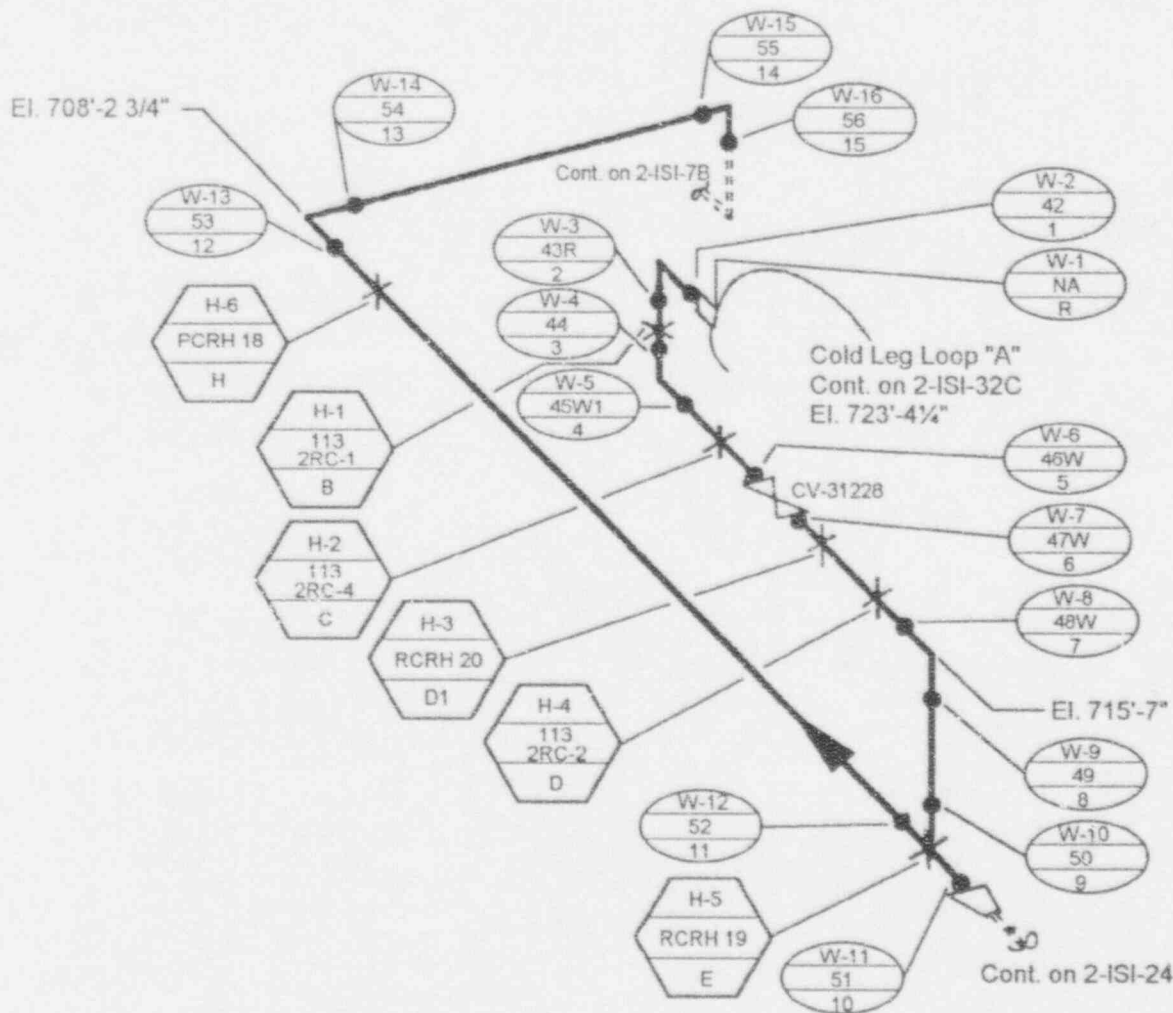 W-15
55
14
W-14
54
13
El. 708'-2 3/4"
W-16
56
15
Cont. on 2-ISI-7B
2"
W-13
53
12
W-2
42
1
W-3
43R
2
W-1
NA
R
H-6
PCRH 18
H
W-4
44
3
Cold Leg Loop "A"
Cont. on 2-ISI-32C
El. 723'-4¼"
W-5
45W1
4
H-1
113
2RC-1
B
W-6
46W
5
CV-31228
W-7
47W
6
H-2
113
2RC-4
C
H-3
RCRH 20
D1
W-8
48W
7
H-4
113
2RC-2
D
El. 715'-7"
W-9
49
8
W-12
52
11
W-10
50
9
H-5
RCRH 19
E
W-11
51
10
Cont. on 2-ISI-24